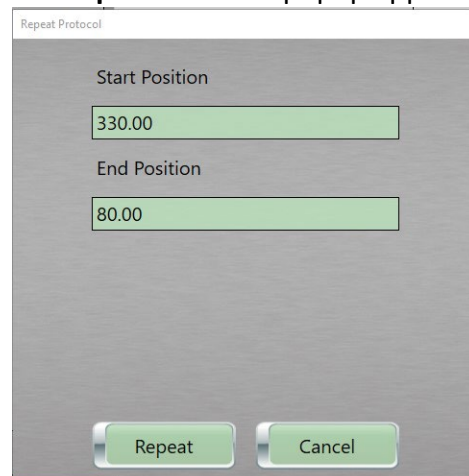 Repeat Protocol
Start Position
330.00
End Position
80.00
Repeat Cancel